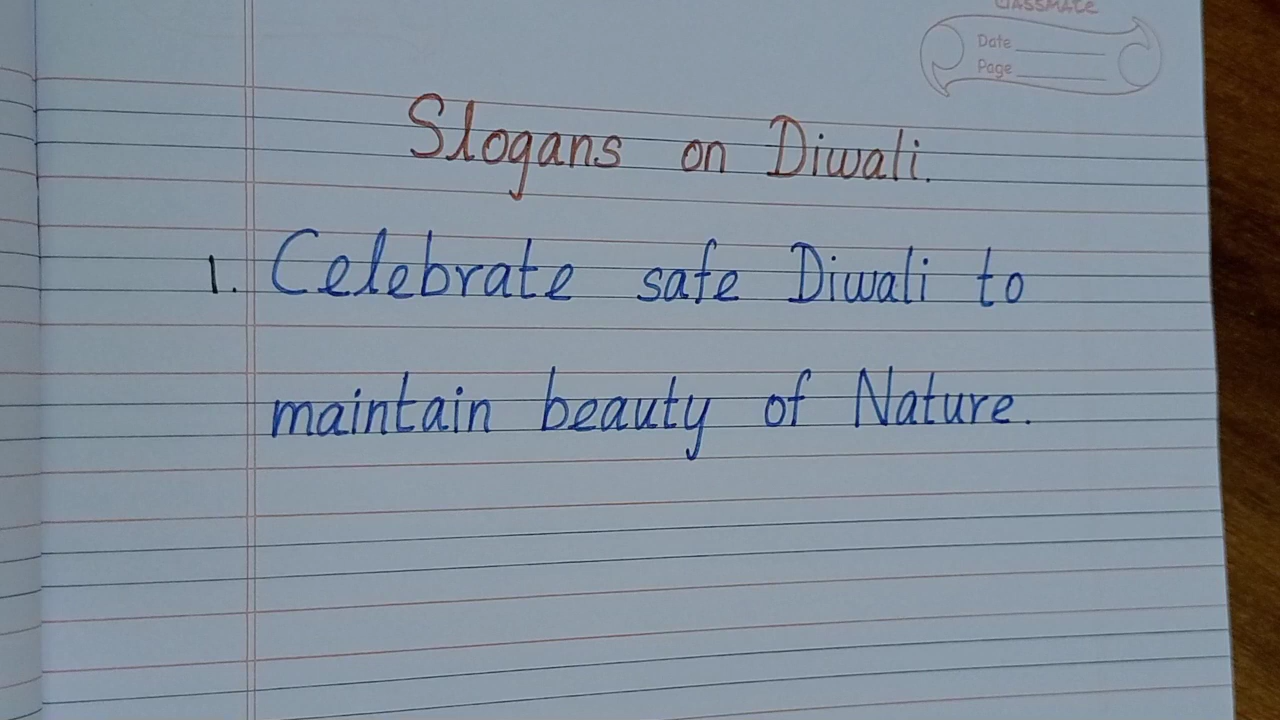 classmate
Date
Page
Slogans on Diwali.
1. Celebrate safe Diwali to
maintain beauty of Nature.